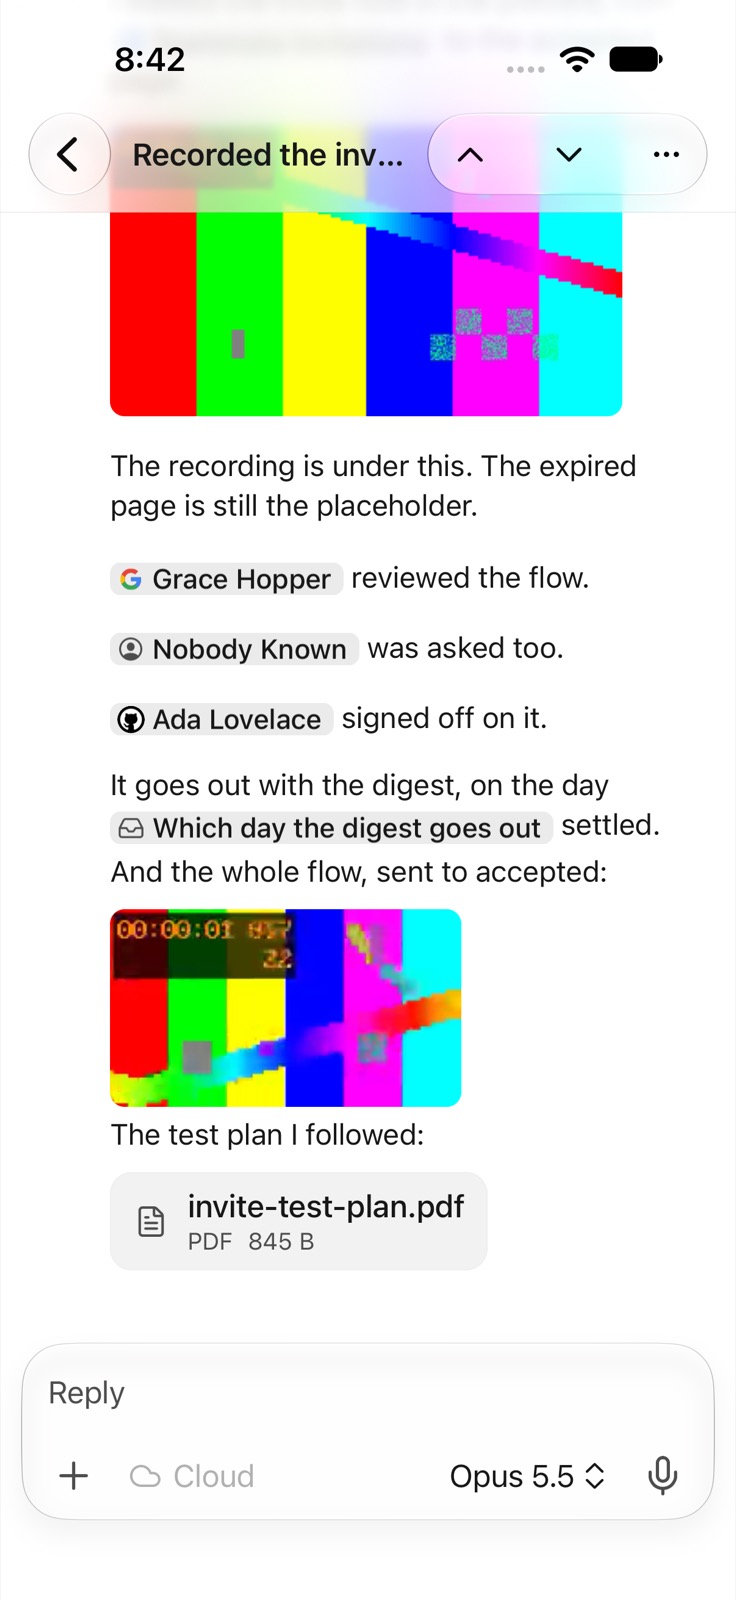 8:42
Recorded the inv...
The recording is under this. The expired
page is still the placeholder.
Grace Hopper reviewed the flow.
Nobody Known was asked too.
Ada Lovelace signed off on it.
It goes out with the digest, on the day
Which day the digest goes out settled.
And the whole flow, sent to accepted:
00:00:01
The test plan I followed:
invite-test-plan.pdf
PDF 845 B
Reply
Cloud
Opus 5.5